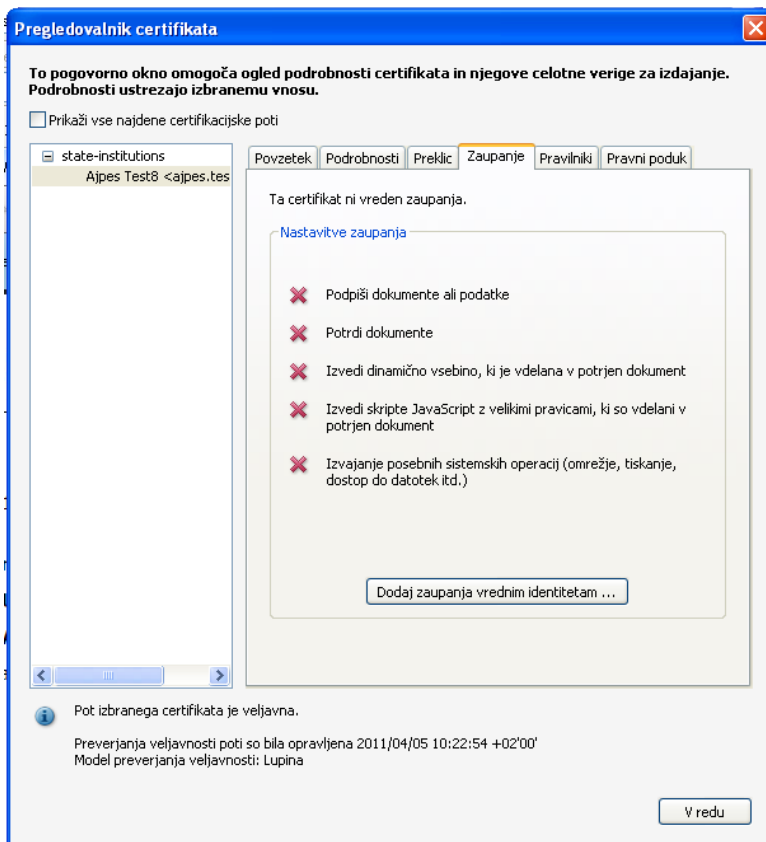 Pregledovalnik certifikata
To pogovorno okno omogoča ogled podrobnosti certifikata in njegove celotne verige za izdajanje.
Podrobnosti ustrezajo izbranemu vnosu.
Prikaži vse najdene certifikacijske poti
state-institutions
Ajpes Test8 <ajpes.tes
Povzetek Podrobnosti Preklic Zaupanje Pravilniki Pravni poduk
Ta certifikat ni vreden zaupanja.
Nastavitve zaupanja
Podpiši dokumente ali podatke
Potrdi dokumente
Izvedi dinamično vsebino, ki je vdelana v potrjen dokument
Izvedi skripte JavaScript z velikimi pravicami, ki so vdelani v
potrjen dokument
Izvajanje posebnih sistemskih operacij (omrežje, tiskanje,
dostop do datotek itd.)
Dodaj zaupanja vrednim identitetam ...
Pot izbranega certifikata je veljavna.
Preverjanja veljavnosti poti so bila opravljena 2011/04/05 10:22:54 +02'00'
Model preverjanja veljavnosti: Lupina
V redu